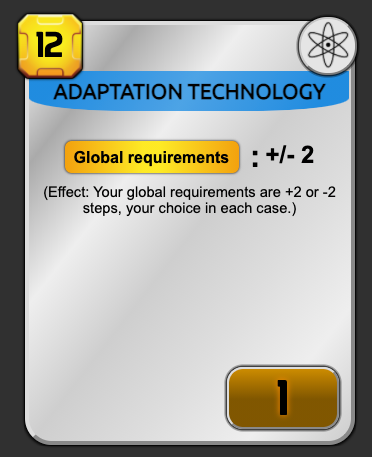 12
ADAPTATION TECHNOLOGY
Global requirements : +/- 2
(Effect: Your global requirements are +2 or -2
steps, your choice in each case.)
1